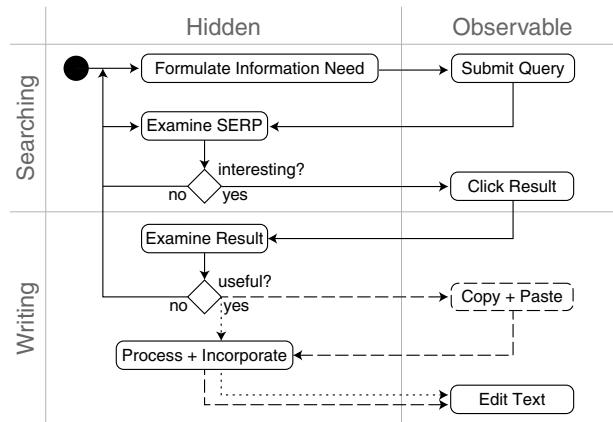 Hidden
Observable
Searching
Formulate Information Need
Submit Query
Examine SERP
interesting?
no
yes
Click Result
Writing
Examine Result
useful?
no
yes
Copy + Paste
Process + Incorporate
Edit Text